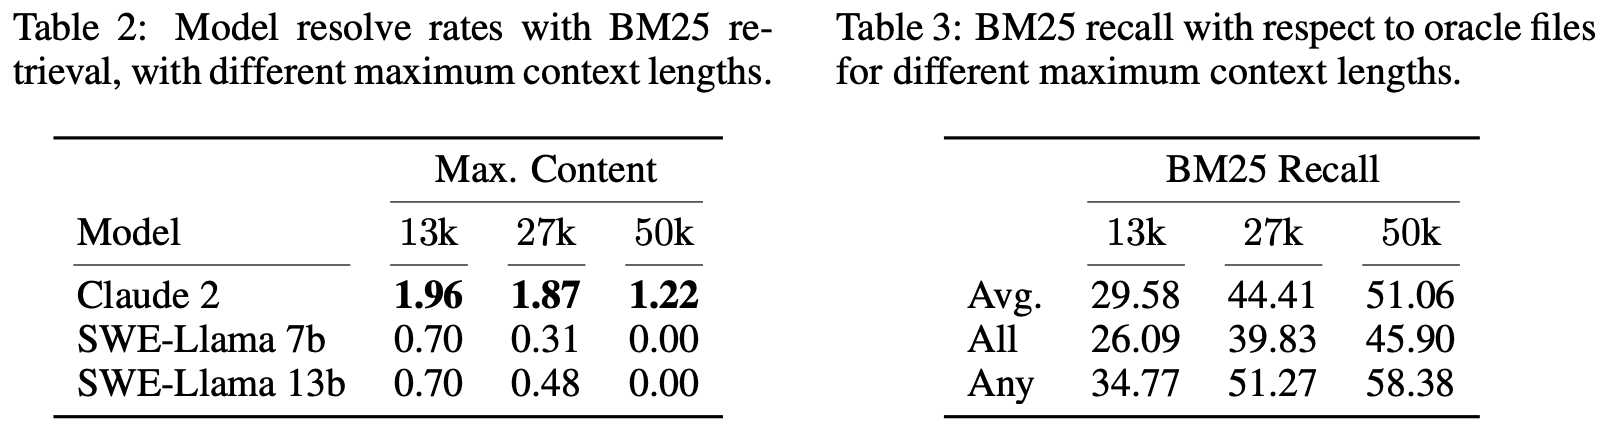 Table 2: Model resolve rates with BM25 re-
trieval, with different maximum context lengths.
Max. Content
Model 13k 27k 50k
Claude 2 1.96 1.87 1.22
SWE-Llama 7b 0.70 0.31 0.00
SWE-Llama 13b 0.70 0.48 0.00
Table 3: BM25 recall with respect to oracle files
for different maximum context lengths.
BM25 Recall
13k 27k 50k
Avg. 29.58 44.41 51.06
All 26.09 39.83 45.90
Any 34.77 51.27 58.38